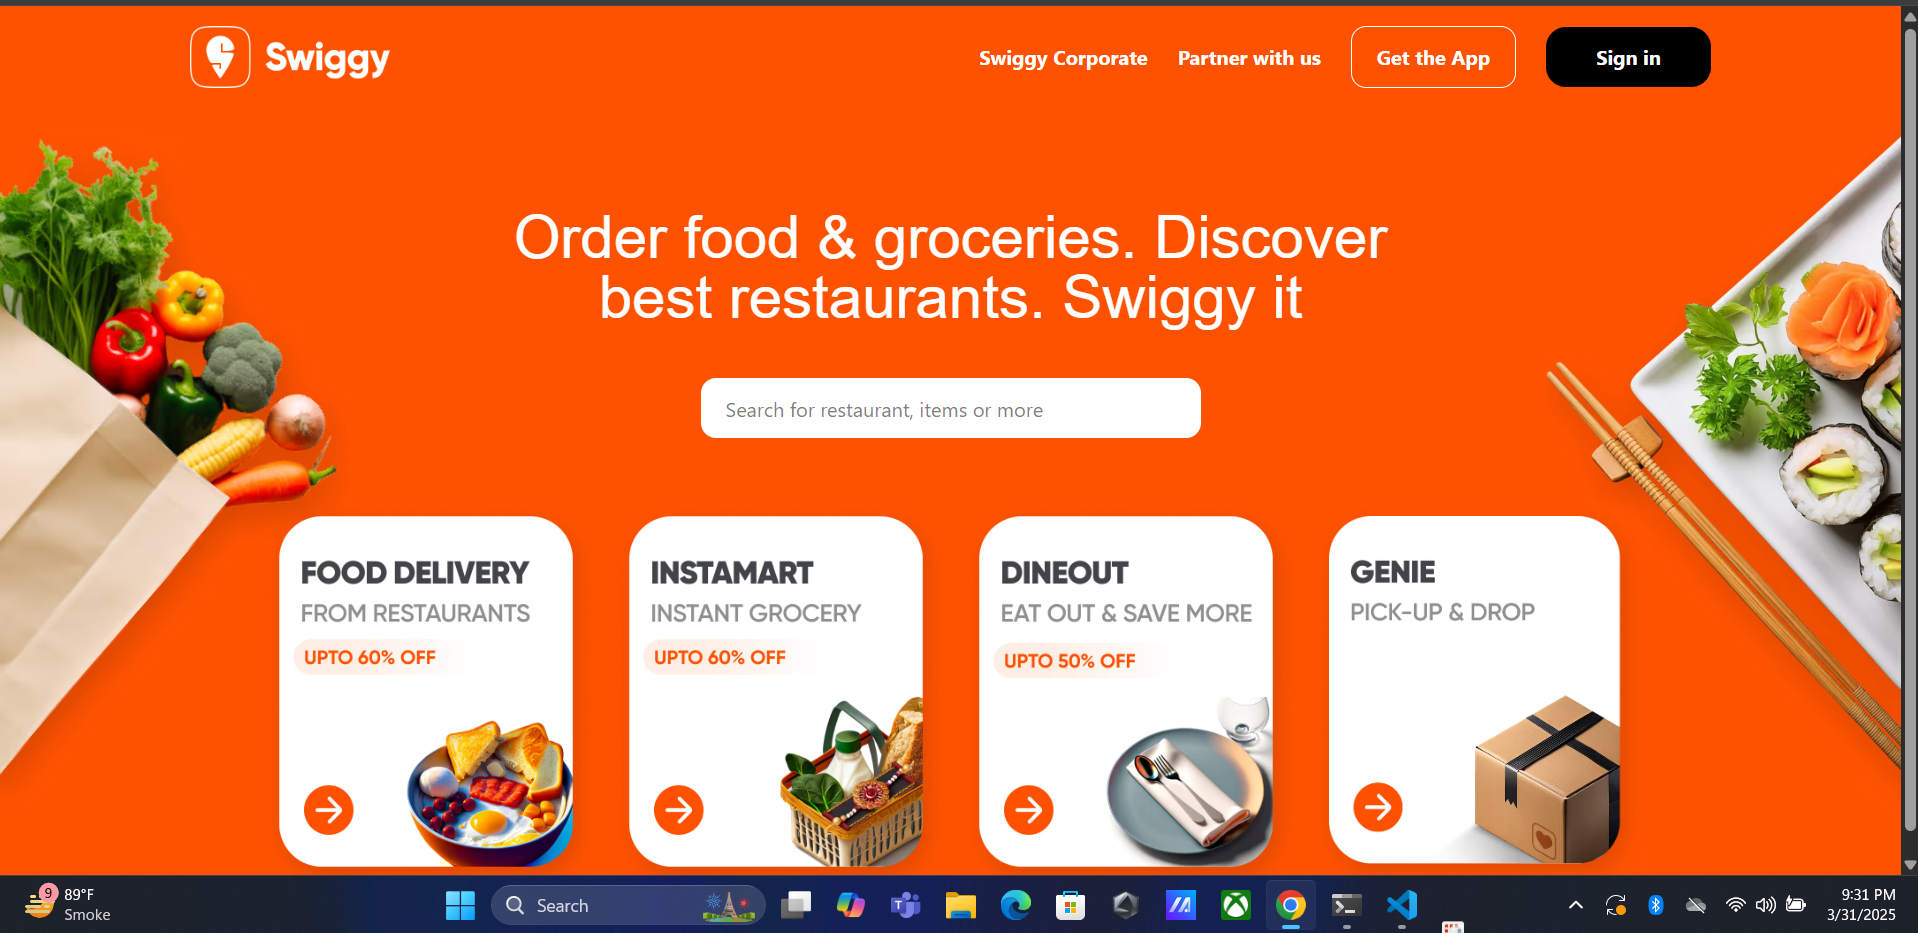 Swiggy
Swiggy Corporate
Partner with us
Get the App
Sign in
Order food & groceries. Discover
best restaurants. Swiggy it
Search for restaurant, items or more
FOOD DELIVERY
FROM RESTAURANTS
UPTO 60% OFF
INSTAMART
INSTANT GROCERY
UPTO 60% OFF
DINEOUT
EAT OUT & SAVE MORE
UPTO 50% OFF
GENIE
PICK-UP & DROP
9
89°F
Smoke
Search
9:31 PM
3/31/2025